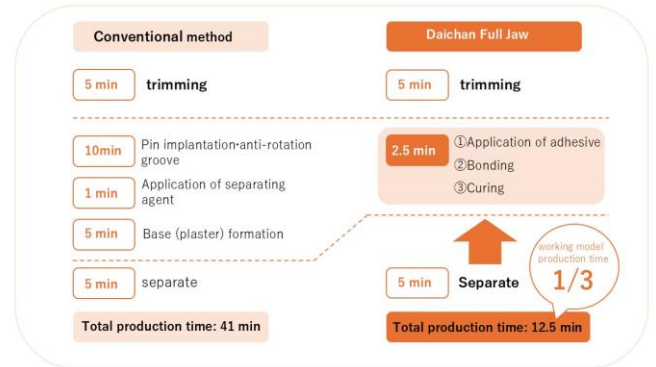 Conventional method
5 min trimming
10min Pin implantation・anti-rotation
groove
1 min Application of separating
agent
5 min Base (plaster) formation
5 min separate
Total production time: 41 min
Daichan Full Jaw
5 min trimming
2.5 min ①Application of adhesive
②Bonding
③Curing
5 min Separate
working model
production time
1/3
Total production time: 12.5 min